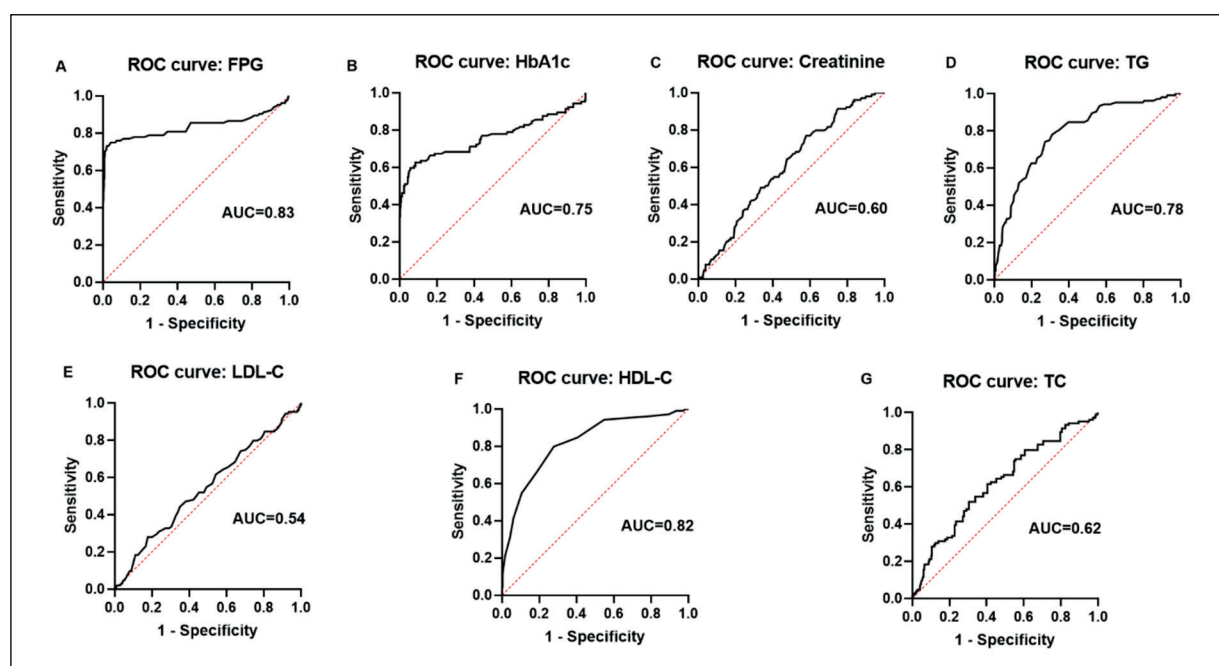 A
ROC curve: FPG
1.0
0.8
0.6
0.4
0.2
0.0
Sensitivity
AUC=0.83
0.0 0.2 0.4 0.6 0.8 1.0
1 - Specificity
B
ROC curve: HbA1c
1.0
0.8
0.6
0.4
0.2
0.0
Sensitivity
AUC=0.75
0.0 0.2 0.4 0.6 0.8 1.0
1 - Specificity
C
ROC curve: Creatinine
1.0
0.8
0.6
0.4
0.2
0.0
Sensitivity
AUC=0.60
0.0 0.2 0.4 0.6 0.8 1.0
1 - Specificity
D
ROC curve: TG
1.0
0.8
0.6
0.4
0.2
0.0
Sensitivity
AUC=0.78
0.0 0.2 0.4 0.6 0.8 1.0
1 - Specificity
E
ROC curve: LDL-C
1.0
0.8
0.6
0.4
0.2
0.0
Sensitivity
AUC=0.54
0.0 0.2 0.4 0.6 0.8 1.0
1 - Specificity
F
ROC curve: HDL-C
1.0
0.8
0.6
0.4
0.2
0.0
Sensitivity
AUC=0.82
0.0 0.2 0.4 0.6 0.8 1.0
1 - Specificity
G
ROC curve: TC
1.0
0.8
0.6
0.4
0.2
0.0
Sensitivity
AUC=0.62
0.0 0.2 0.4 0.6 0.8 1.0
1 - Specificity